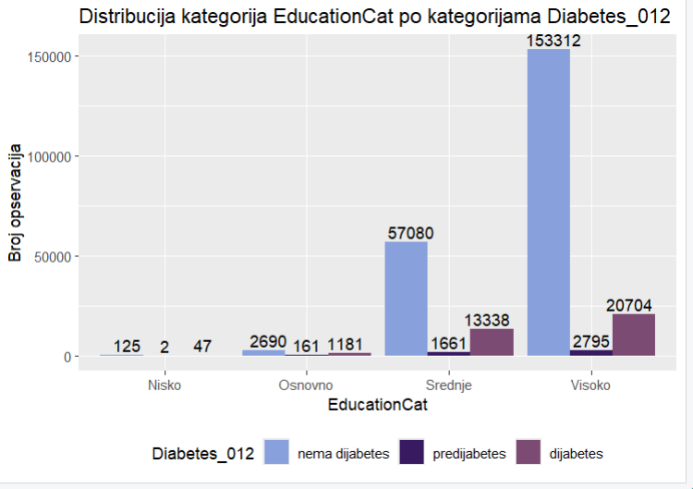 Distribucija kategorija EducationCat po kategorijama Diabetes_012
Broj opservacija
150000
100000
50000
0
125 2 47
2690 161 1181
57080 1661 13338
153312 2795 20704
Nisko Osnovno Srednje Visoko
EducationCat
Diabetes_012 nema dijabetes predijabetes dijabetes